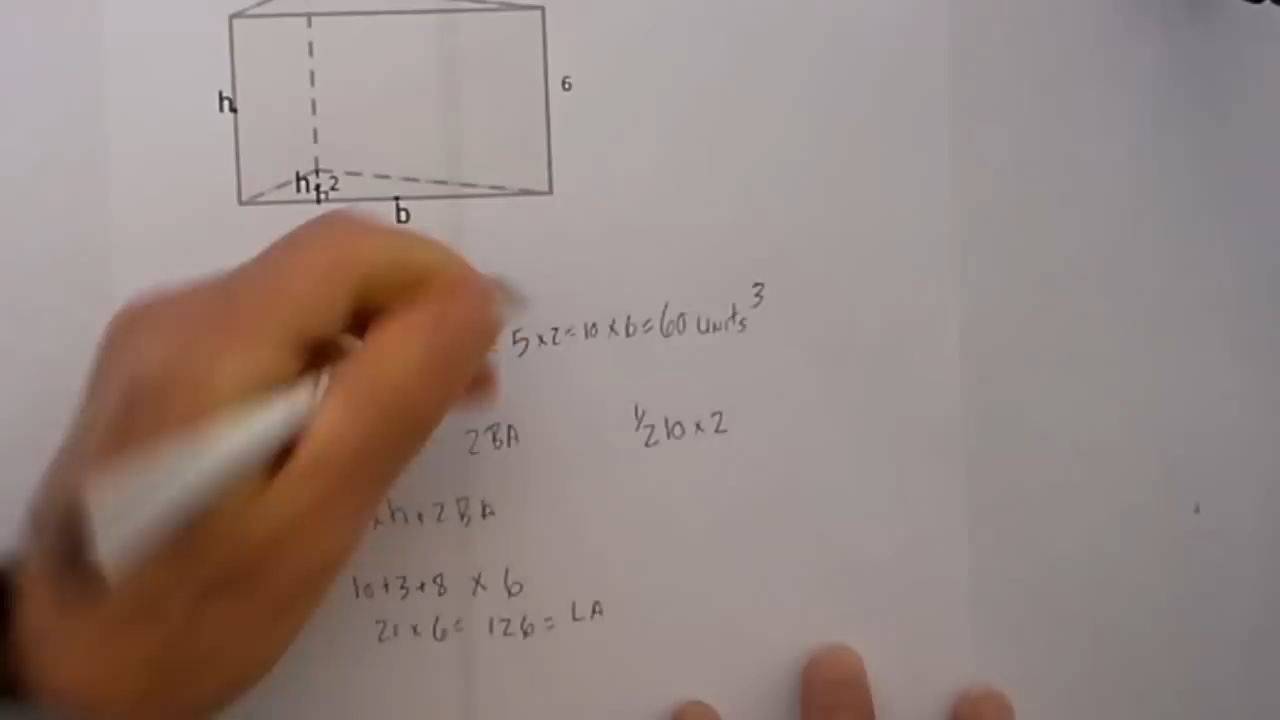 h
6
h 2
h
b
5 x 2 = 10 x 6 = 60 units³
2BA
½ 10 x 2
x h + 2BA
10 + 3 + 8 x 6
21 x 6 = 126 = LA